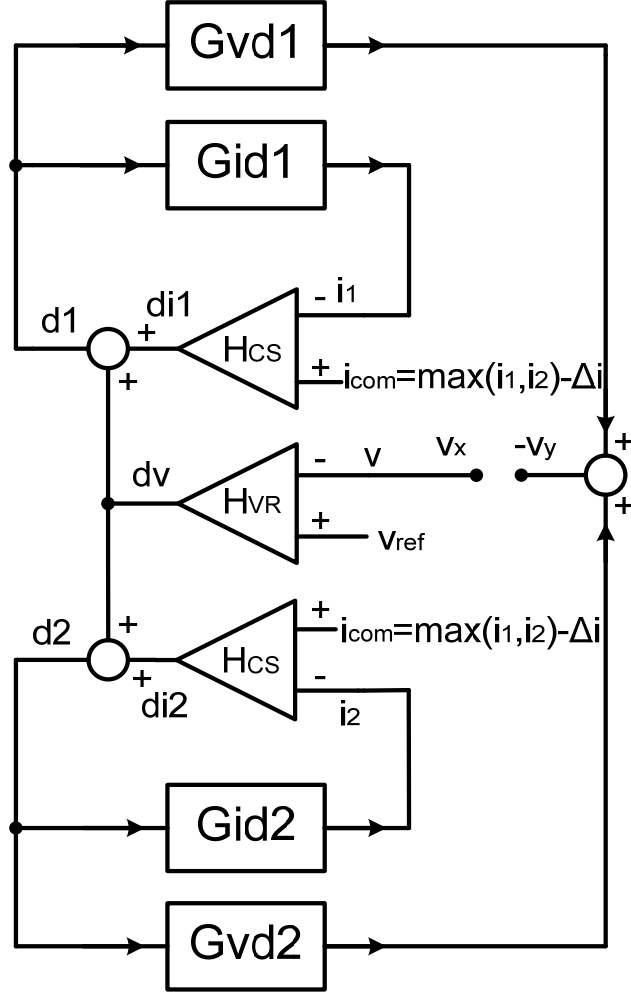 Gvd1
Gid1
- i1
di1
d1
+
HCS
+
+ icom=max(i1,i2)-Δi
dv
HVR
- v
vx
-vy
+
+
+ vref
d2
+
HCS
+ icom=max(i1,i2)-Δi
+
di2
-
i2
Gid2
Gvd2